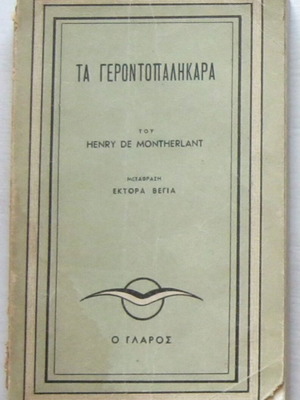 ΤΑ ΓΕΡΟΝΤΟΠΑΛΗΚΑΡΑ
ΤΟΥ
HENRY DE MONTHERLANT
ΜΕΤΑΦΡΑΣΗ
ΕΚΤΟΡΑ ΒΕΓΙΑ
Ο ΓΛΑΡΟΣ